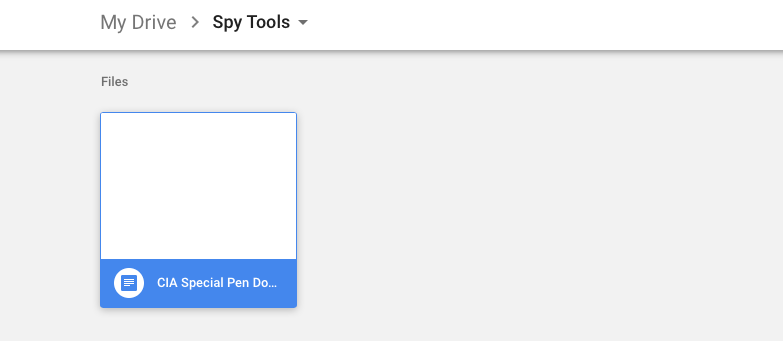 My Drive > Spy Tools
Files
CIA Special Pen Do...